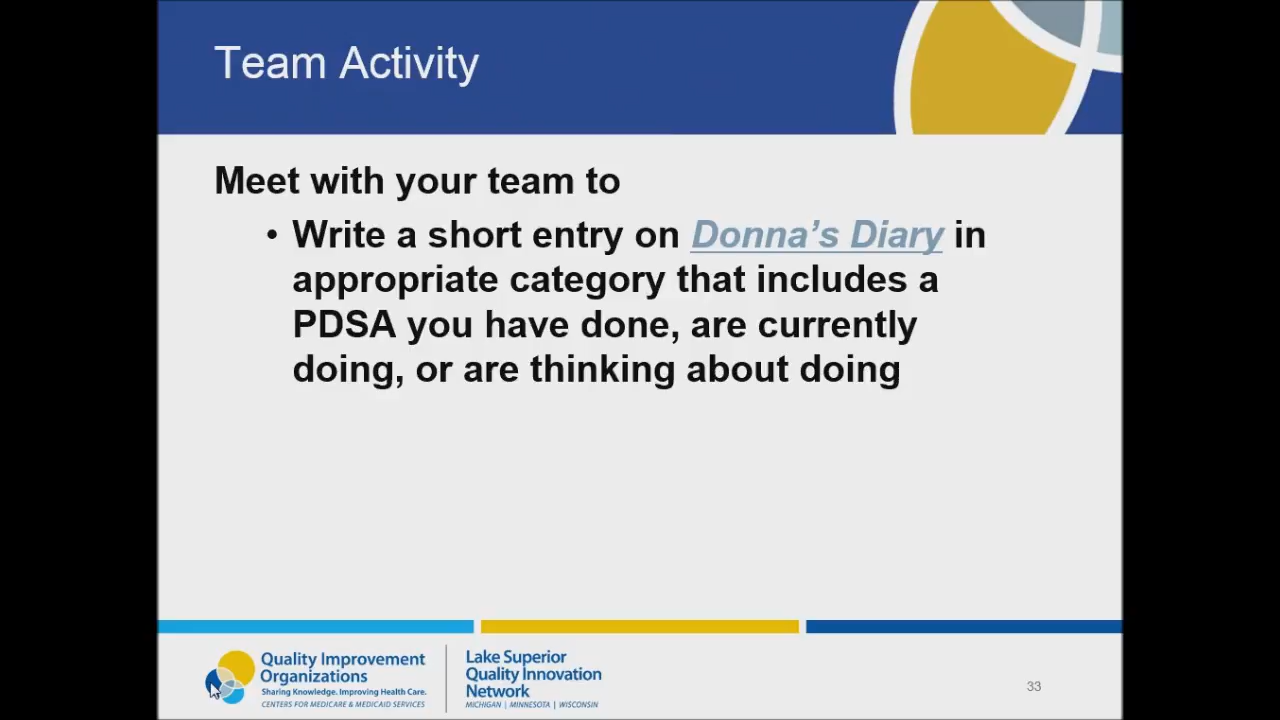 Team Activity
Meet with your team to
• Write a short entry on Donna's Diary in
appropriate category that includes a
PDSA you have done, are currently
doing, or are thinking about doing
Quality Improvement
Organizations
Sharing Knowledge. Improving Health Care.
CENTERS FOR MEDICARE & MEDICAID SERVICES
Lake Superior
Quality Innovation
Network
MICHIGAN | MINNESOTA | WISCONSIN
33